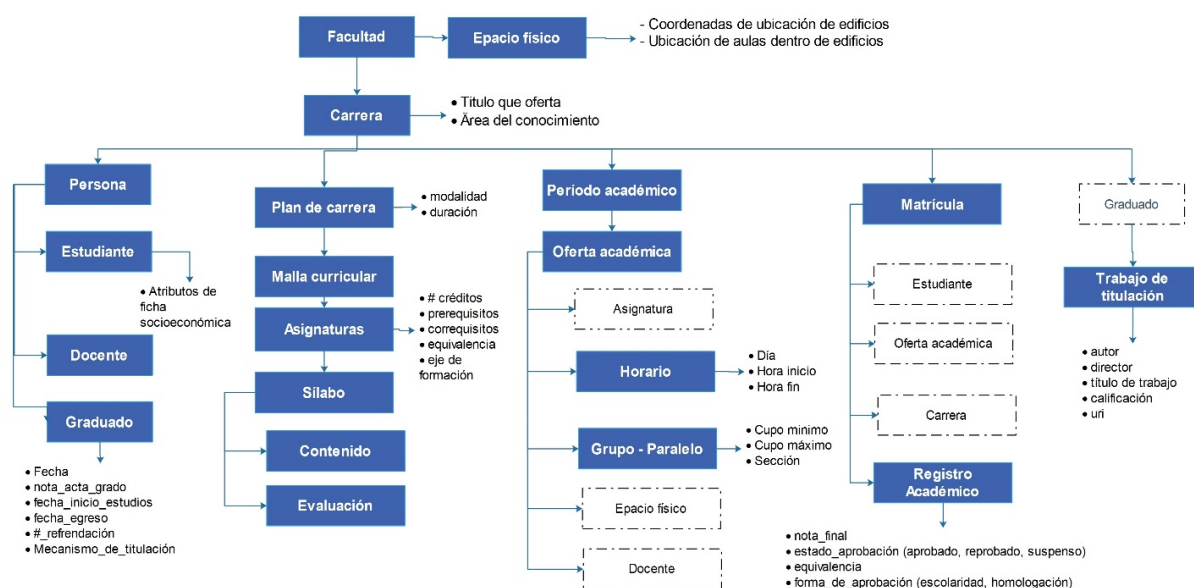 Facultad
Epacio físico
- Coordenadas de ubicación de edificios
- Ubicación de aulas dentro de edificios
Carrera
• Titulo que oferta
• Ärea del conocimiento
Persona
Estudiante
• Atributos de
ficha
socioeconómica
Docente
Graduado
• Fecha
• nota_acta_grado
• fecha_inicio_estudios
• fecha_egreso
• #_refrendación
• Mecanismo_de_titulación
Plan de carrera
• modalidad
• duración
Malla curricular
Asignaturas
• # créditos
• prerequisitos
• correquisitos
• equivalencia
• eje de
formación
Sílabo
Contenido
Evaluación
Período académico
Oferta académica
Asignatura
Horario
• Día
• Hora inicio
• Hora fin
Grupo - Paralelo
• Cupo minimo
• Cupo máximo
• Sección
Epacio físico
Docente
Matrícula
Estudiante
Oferta académica
Carrera
Registro
Académico
• nota_final
• estado_aprobación (aprobado, reprobado, suspenso)
• equivalencia
• forma_de_aprobación (escolaridad, homologación)
Graduado
Trabajo de
titulación
• autor
• director
• título de trabajo
• calificación
• uri